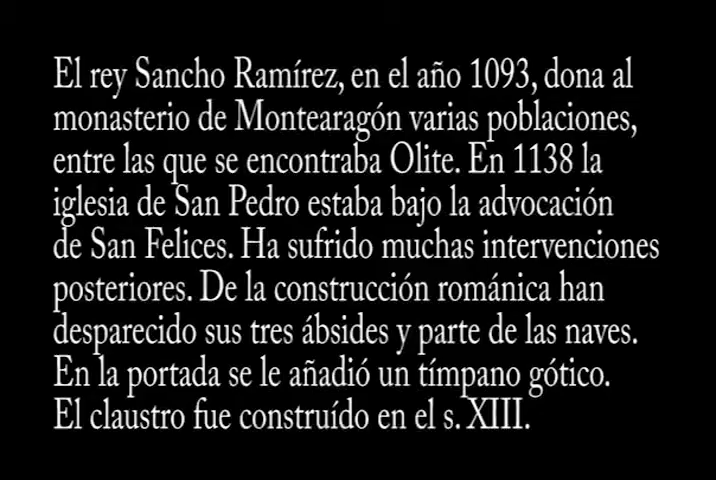 El rey Sancho Ramírez, en el año 1093, dona al
monasterio de Montearagón varias poblaciones,
entre las que se encontraba Olite. En 1138 la
iglesia de San Pedro estaba bajo la advocación
de San Felices. Ha sufrido muchas intervenciones
posteriores. De la construcción románica han
desparecido sus tres ábsides y parte de las naves.
En la portada se le añadió un tímpano gótico.
El claustro fue construído en el s. XIII.